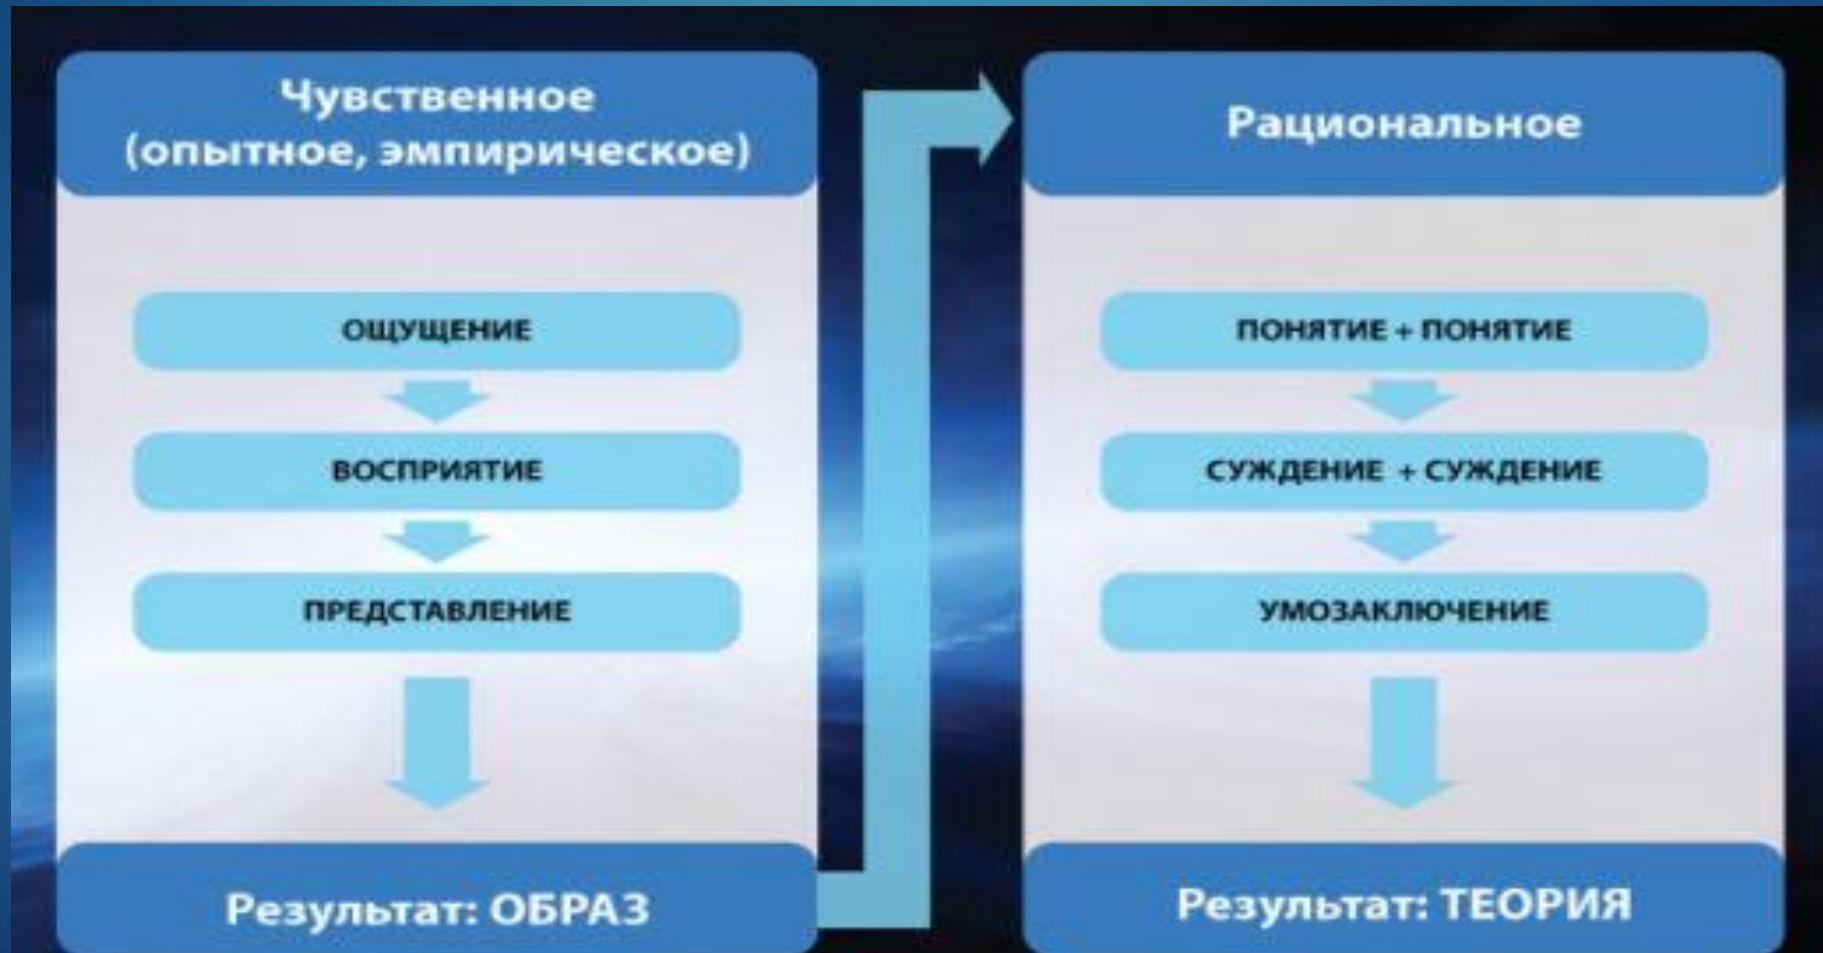 Чувственное
(опытное, эмпирическое)
ОЩУЩЕНИЕ
ВОСПРИЯТИЕ
ПРЕДСТАВЛЕНИЕ
Результат: ОБРАЗ
Рациональное
ПОНЯТИЕ + ПОНЯТИЕ
СУЖДЕНИЕ + СУЖДЕНИЕ
УМОЗАКЛЮЧЕНИЕ
Результат: ТЕОРИЯ